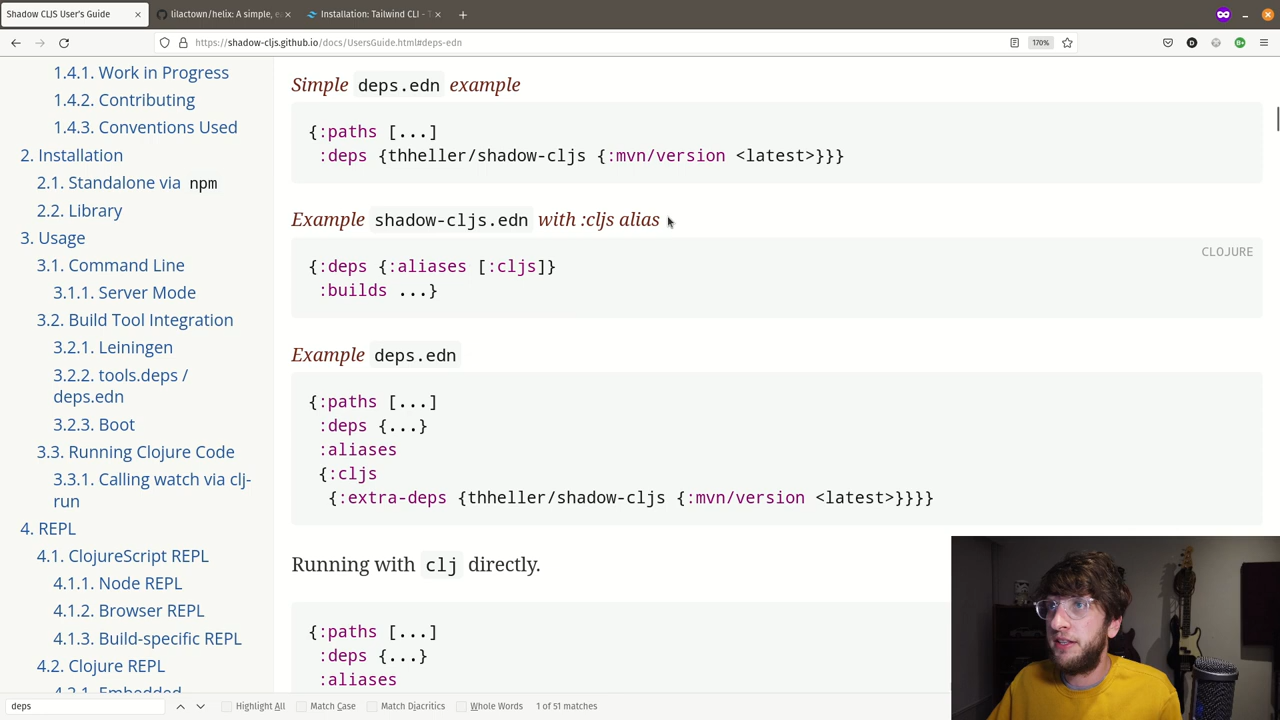 Shadow CLJS User's Guide
lilactown/helix: A simple, e
Installation: Tailwind CLI - T
https://shadow-cljs.github.io/docs/UsersGuide.html#deps-edn
170%
1.4.1. Work in Progress
1.4.2. Contributing
1.4.3. Conventions Used
2. Installation
2.1. Standalone via npm
2.2. Library
3. Usage
3.1. Command Line
3.1.1. Server Mode
3.2. Build Tool Integration
3.2.1. Leiningen
3.2.2. tools.deps /
deps.edn
3.2.3. Boot
3.3. Running Clojure Code
3.3.1. Calling watch via clj-
run
4. REPL
4.1. ClojureScript REPL
4.1.1. Node REPL
4.1.2. Browser REPL
4.1.3. Build-specific REPL
4.2. Clojure REPL
4.2.1. Embedded
Simple deps.edn example
{:paths [...]
:deps {thheller/shadow-cljs {:mvn/version <latest>}}}
Example shadow-cljs.edn with :cljs alias
CLOJURE
{:deps {:aliases [:cljs]}
:builds ...}
Example deps.edn
{:paths [...]
:deps {...}
:aliases
{:cljs
{:extra-deps {thheller/shadow-cljs {:mvn/version <latest>}}}}
Running with clj directly.
{:paths [...]
:deps {...}
:aliases
deps
Highlight All
Match Case
Match Diacritics
Whole Words
1 of 51 matches